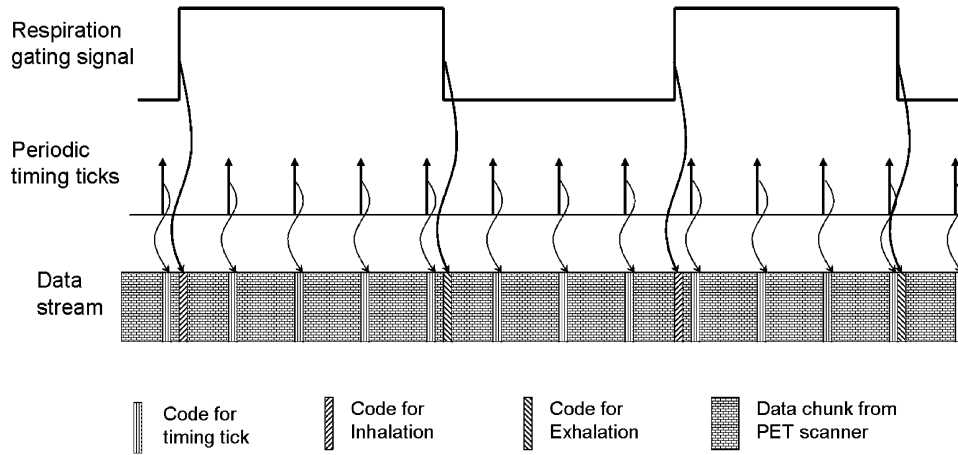 Respiration
gating signal
Periodic
timing ticks
Data
stream
Code for
timing tick
Code for
Inhalation
Code for
Exhalation
Data chunk from
PET scanner